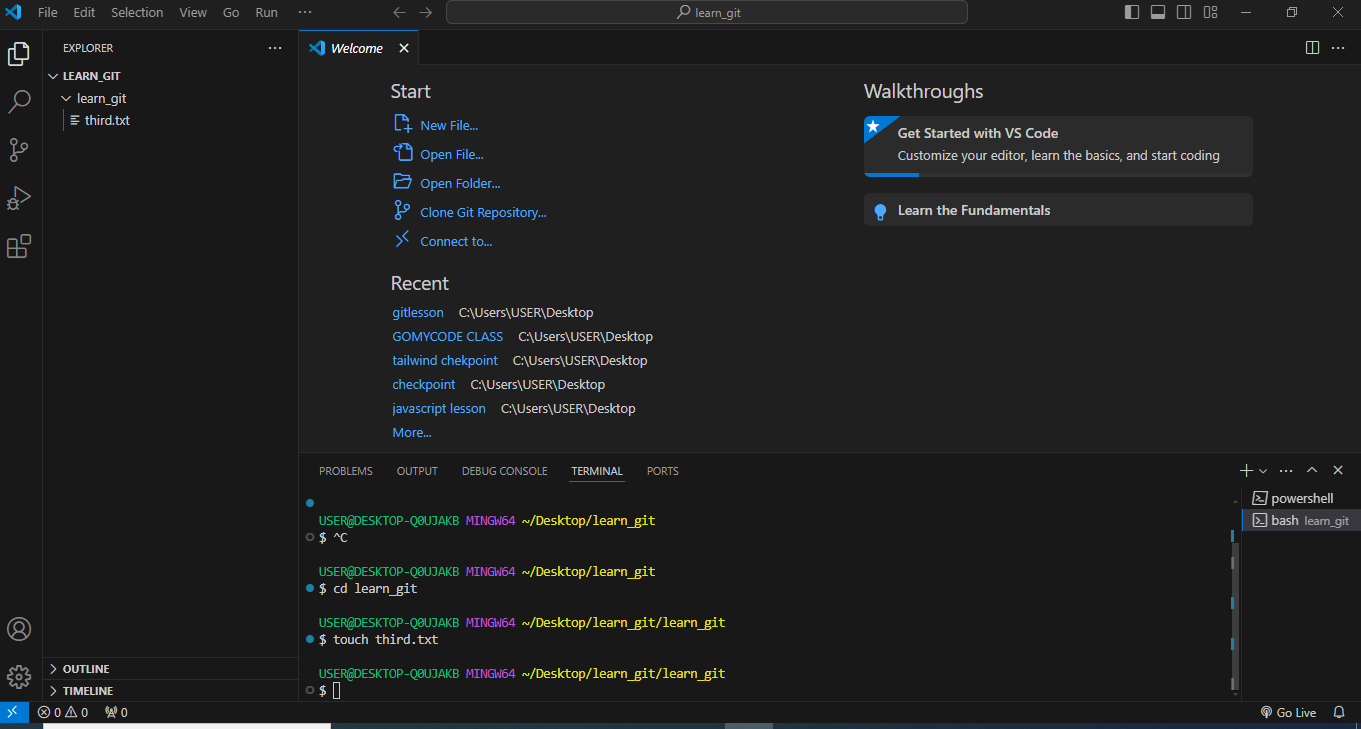 File Edit Selection View Go Run ···
learn_git
EXPLORER ···
LEARN_GIT
learn_git
third.txt
OUTLINE
TIMELINE
Welcome
Start
New File...
Open File...
Open Folder...
Clone Git Repository...
Connect to...
Recent
gitlesson C:\Users\USER\Desktop
GOMYCODE CLASS C:\Users\USER\Desktop
tailwind chekpoint C:\Users\USER\Desktop
checkpoint C:\Users\USER\Desktop
javascript lesson C:\Users\USER\Desktop
More...
Walkthroughs
Get Started with VS Code
Customize your editor, learn the basics, and start coding
Learn the Fundamentals
PROBLEMS OUTPUT DEBUG CONSOLE TERMINAL PORTS
USER@DESKTOP-Q0UJAKB MINGW64 ~/Desktop/learn_git
$ ^C
USER@DESKTOP-Q0UJAKB MINGW64 ~/Desktop/learn_git
$ cd learn_git
USER@DESKTOP-Q0UJAKB MINGW64 ~/Desktop/learn_git/learn_git
$ touch third.txt
USER@DESKTOP-Q0UJAKB MINGW64 ~/Desktop/learn_git/learn_git
$
powershell
bash learn_git
0 0 0
Go Live